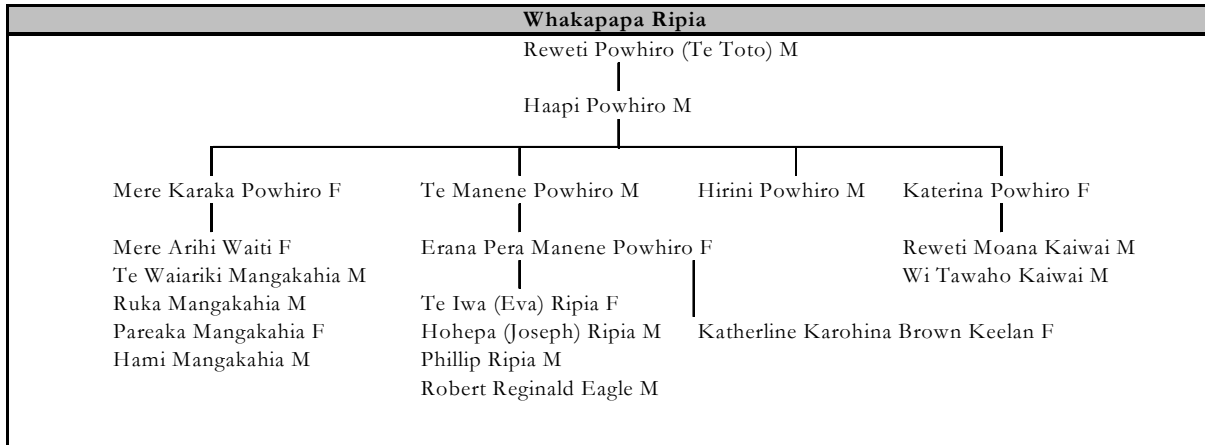 Whakapapa Ripia
Reweti Powhiro (Te Toto) M
Haapi Powhiro M
Mere Karaka Powhiro F
Te Manene Powhiro M
Hirini Powhiro M
Katerina Powhiro F
Mere Arihi Waiti F
Te Waiariki Mangakahia M
Ruka Mangakahia M
Pareaka Mangakahia F
Hami Mangakahia M
Erana Pera Manene Powhiro F
Te Iwa (Eva) Ripia F
Hohepa (Joseph) Ripia M
Phillip Ripia M
Robert Reginald Eagle M
Katherline Karohina Brown Keelan F
Reweti Moana Kaiwai M
Wi Tawaho Kaiwai M